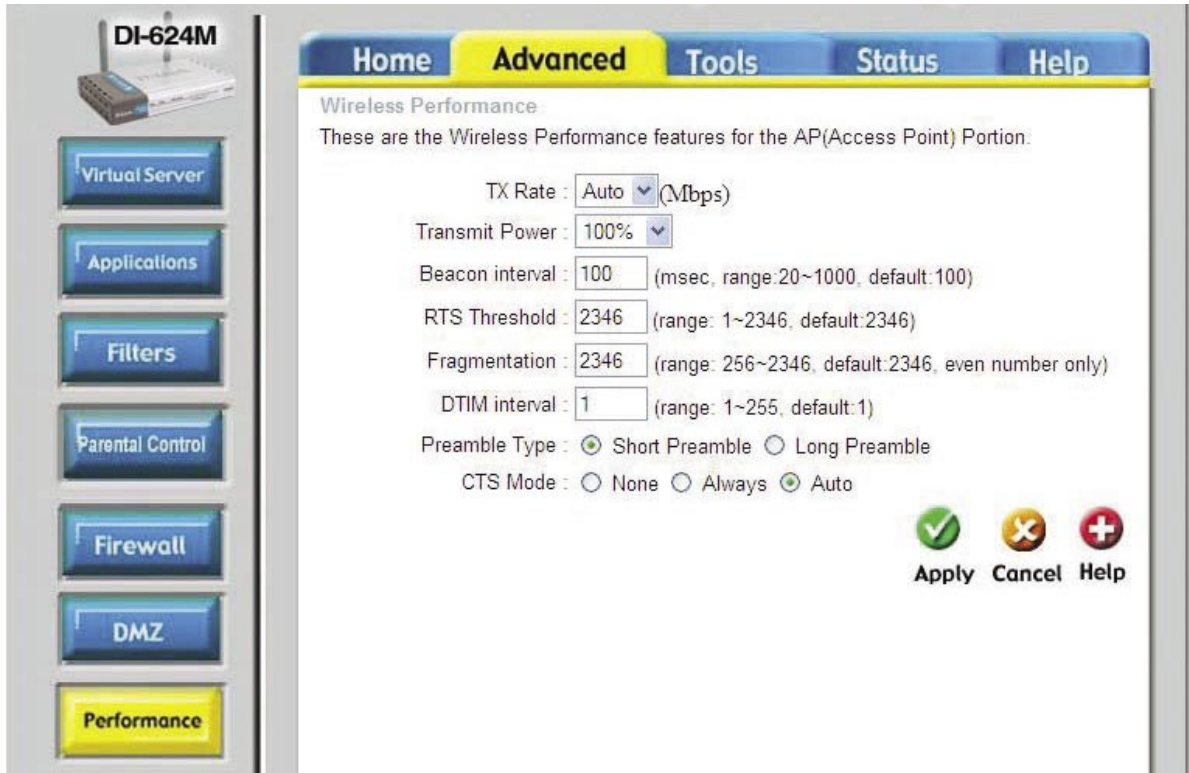 DI-624M
Home Advanced Tools Status Help
Virtual Server
Applications
Filters
Parental Control
Firewall
DMZ
Performance
Wireless Performance
These are the Wireless Performance features for the AP(Access Point) Portion.
TX Rate : Auto (Mbps)
Transmit Power : 100%
Beacon interval : 100 (msec, range:20~1000, default:100)
RTS Threshold : 2346 (range: 1~2346, default:2346)
Fragmentation : 2346 (range: 256~2346, default:2346, even number only)
DTIM interval : 1 (range: 1~255, default:1)
Preamble Type : Short Preamble Long Preamble
CTS Mode : None Always Auto
Apply Cancel Help